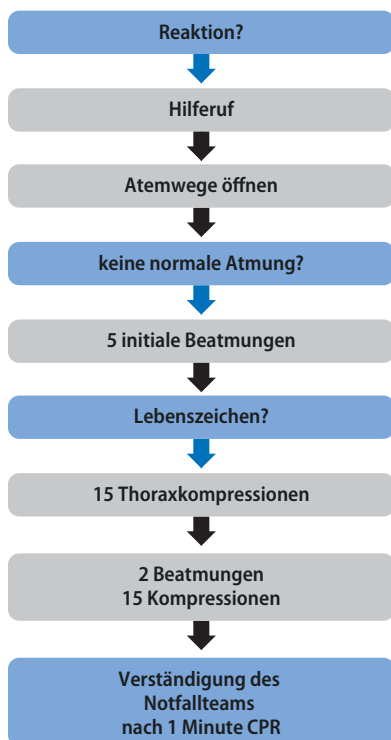 Reaktion?
Hilferuf
Atemwege öffnen
keine normale Atmung?
5 initiale Beatmungen
Lebenszeichen?
15 Thoraxkompressionen
2 Beatmungen
15 Kompressionen
Verständigung des
Notfallteams
nach 1 Minute CPR